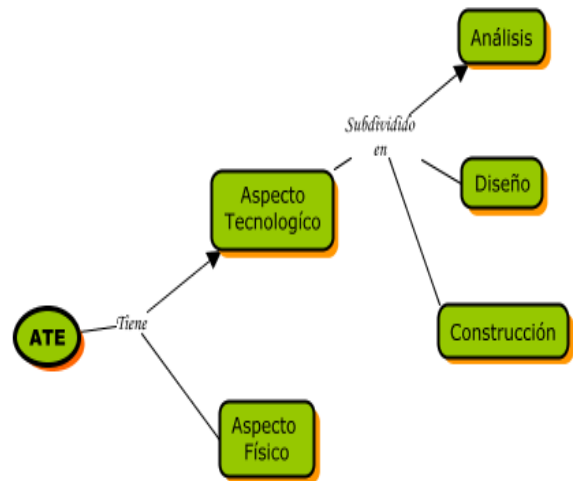 Análisis
Subdividido
en
Aspecto
Tecnologíco
Diseño
ATE
Tiene
Construcción
Aspecto
Físico